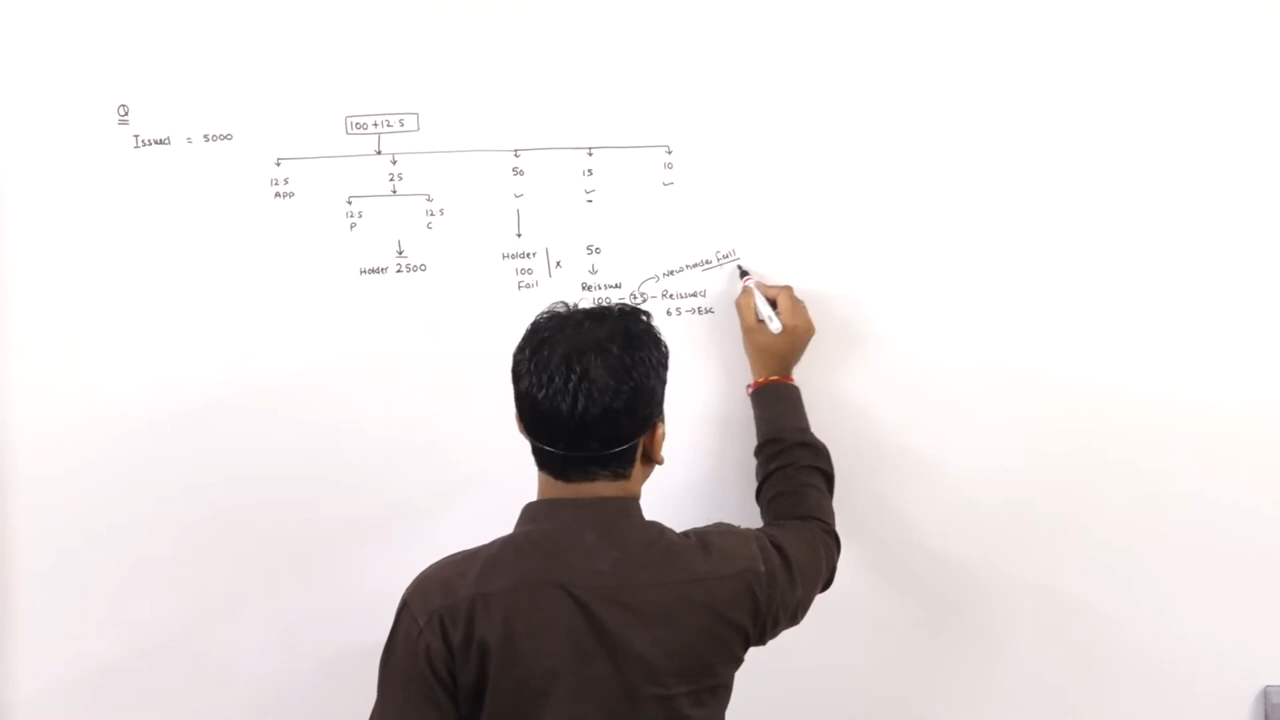 Q
Issued = 5000
100 + 12.5
12.5 25 50 15 10
APP
12.5 12.5
P C
Holder 2500
Holder
100
Fail
x
50
Reissue
100 - 75 - Reissued
65 → Esc
New holder Full